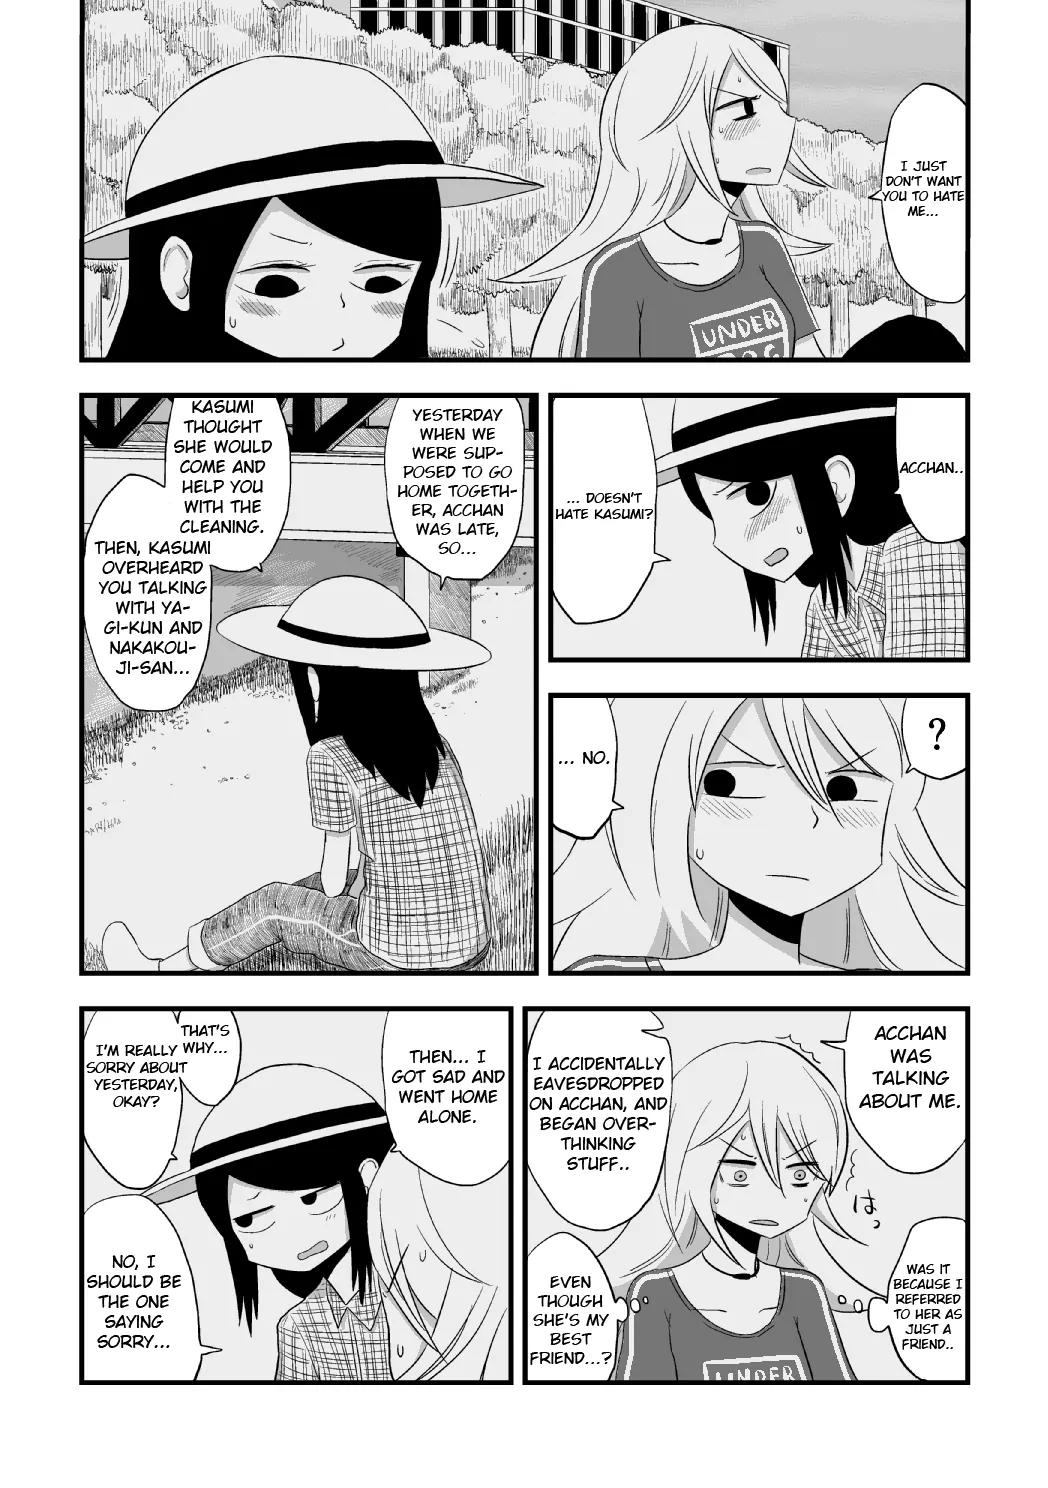 I JUST
DON'T WANT
YOU TO HATE
ME...
UNDER
DOG
ACCHAN..
... DOESN'T
HATE KASUMI?
YESTERDAY
WHEN WE
WERE SUP-
POSED TO GO
HOME TOGETH-
ER, ACCHAN
WAS LATE,
SO...
KASUMI
THOUGHT
SHE WOULD
COME AND
HELP YOU
WITH THE
CLEANING.
THEN, KASUMI
OVERHEARD
YOU TALKING
WITH YA-
GI-KUN AND
NAKAKOU-
JI-SAN...
?
... NO.
ACCHAN
WAS
TALKING
ABOUT ME.
I ACCIDENTALLY
EAVESDROPPED
ON ACCHAN, AND
BEGAN OVER-
THINKING
STUFF..
はっ
WAS IT
BECAUSE I
REFERRED
TO HER AS
JUST A
FRIEND..
EVEN
THOUGH
SHE'S MY
BEST
FRIEND...?
UNDER
THEN... I
GOT SAD AND
WENT HOME
ALONE.
THAT'S
WHY...
I'M REALLY
SORRY ABOUT
YESTERDAY,
OKAY?
NO, I
SHOULD BE
THE ONE
SAYING
SORRY...